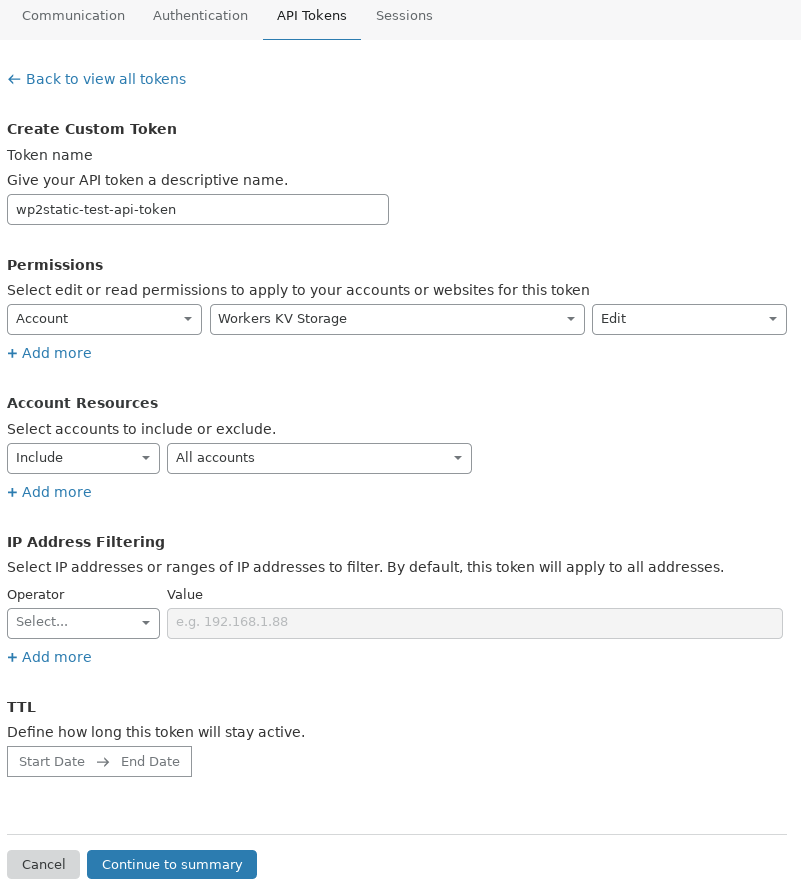 Communication Authentication API Tokens Sessions
← Back to view all tokens
Create Custom Token
Token name
Give your API token a descriptive name.
wp2static-test-api-token
Permissions
Select edit or read permissions to apply to your accounts or websites for this token
Account Workers KV Storage Edit
+ Add more
Account Resources
Select accounts to include or exclude.
Include All accounts
+ Add more
IP Address Filtering
Select IP addresses or ranges of IP addresses to filter. By default, this token will apply to all addresses.
Operator Value
Select... e.g. 192.168.1.88
+ Add more
TTL
Define how long this token will stay active.
Start Date → End Date
Cancel Continue to summary